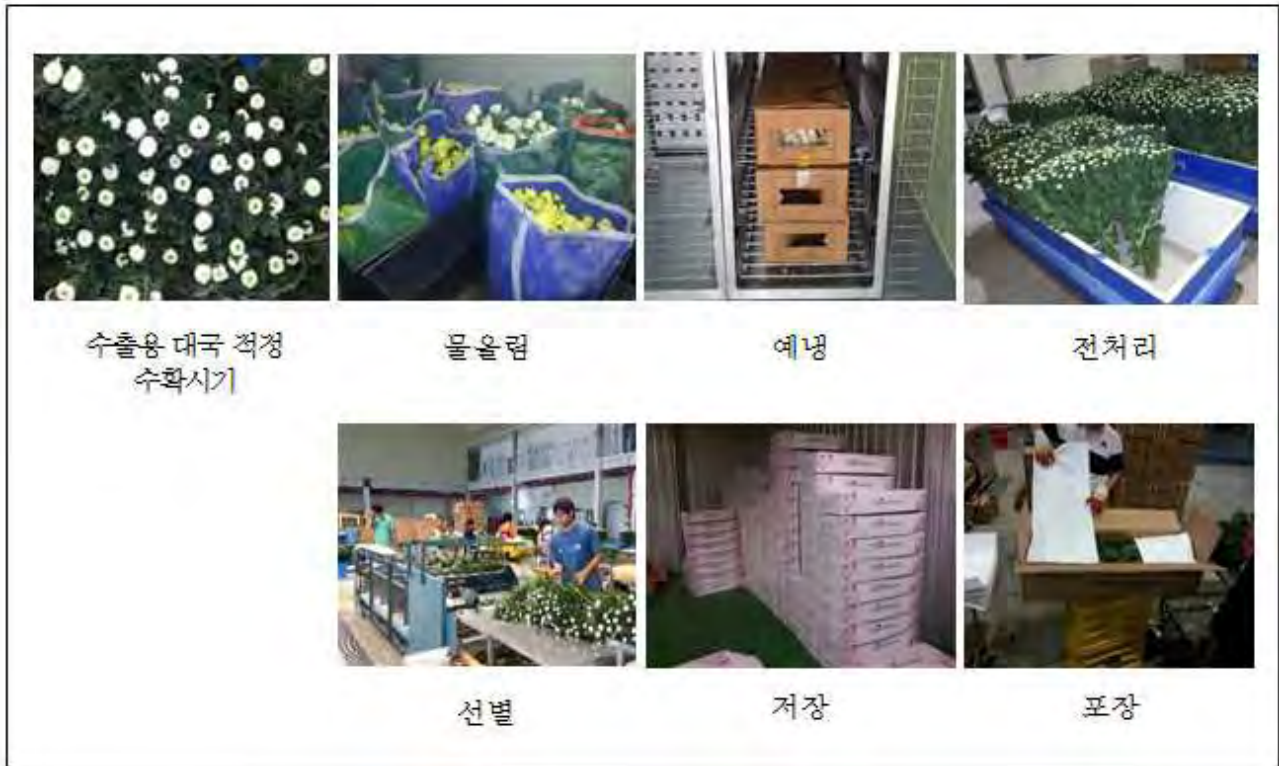 수출용 대국 적정
수확시기
물올림
예냉
전처리
선별
저장
포장